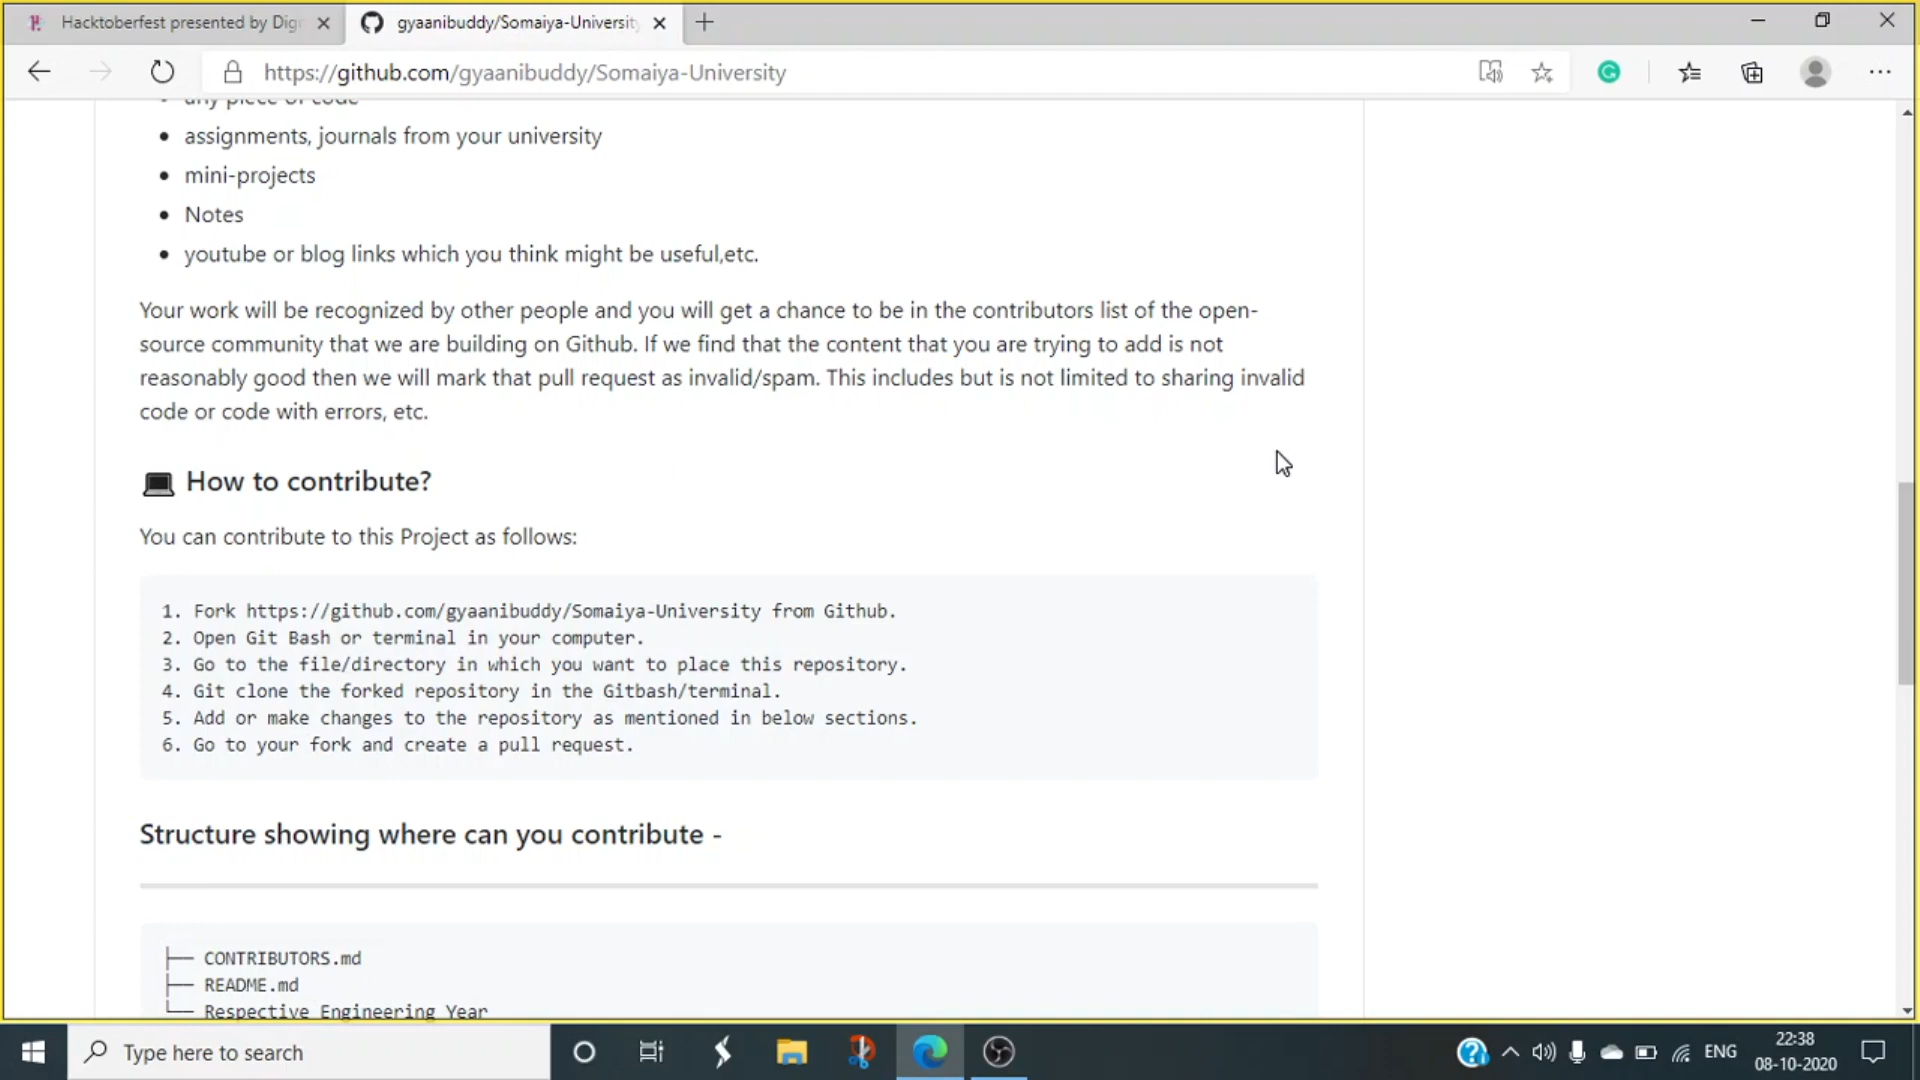 Hacktoberfest presented by Digi
gyaanibuddy/Somaiya-Universit
https://github.com/gyaanibuddy/Somaiya-University
any piece of code
assignments, journals from your university
mini-projects
Notes
youtube or blog links which you think might be useful,etc.
Your work will be recognized by other people and you will get a chance to be in the contributors list of the open-
source community that we are building on Github. If we find that the content that you are trying to add is not
reasonably good then we will mark that pull request as invalid/spam. This includes but is not limited to sharing invalid
code or code with errors, etc.
How to contribute?
You can contribute to this Project as follows:
1. Fork https://github.com/gyaanibuddy/Somaiya-University from Github.
2. Open Git Bash or terminal in your computer.
3. Go to the file/directory in which you want to place this repository.
4. Git clone the forked repository in the Gitbash/terminal.
5. Add or make changes to the repository as mentioned in below sections.
6. Go to your fork and create a pull request.
Structure showing where can you contribute -
├── CONTRIBUTORS.md
├── README.md
└── Respective Engineering Year
Type here to search
ENG
22:38
08-10-2020